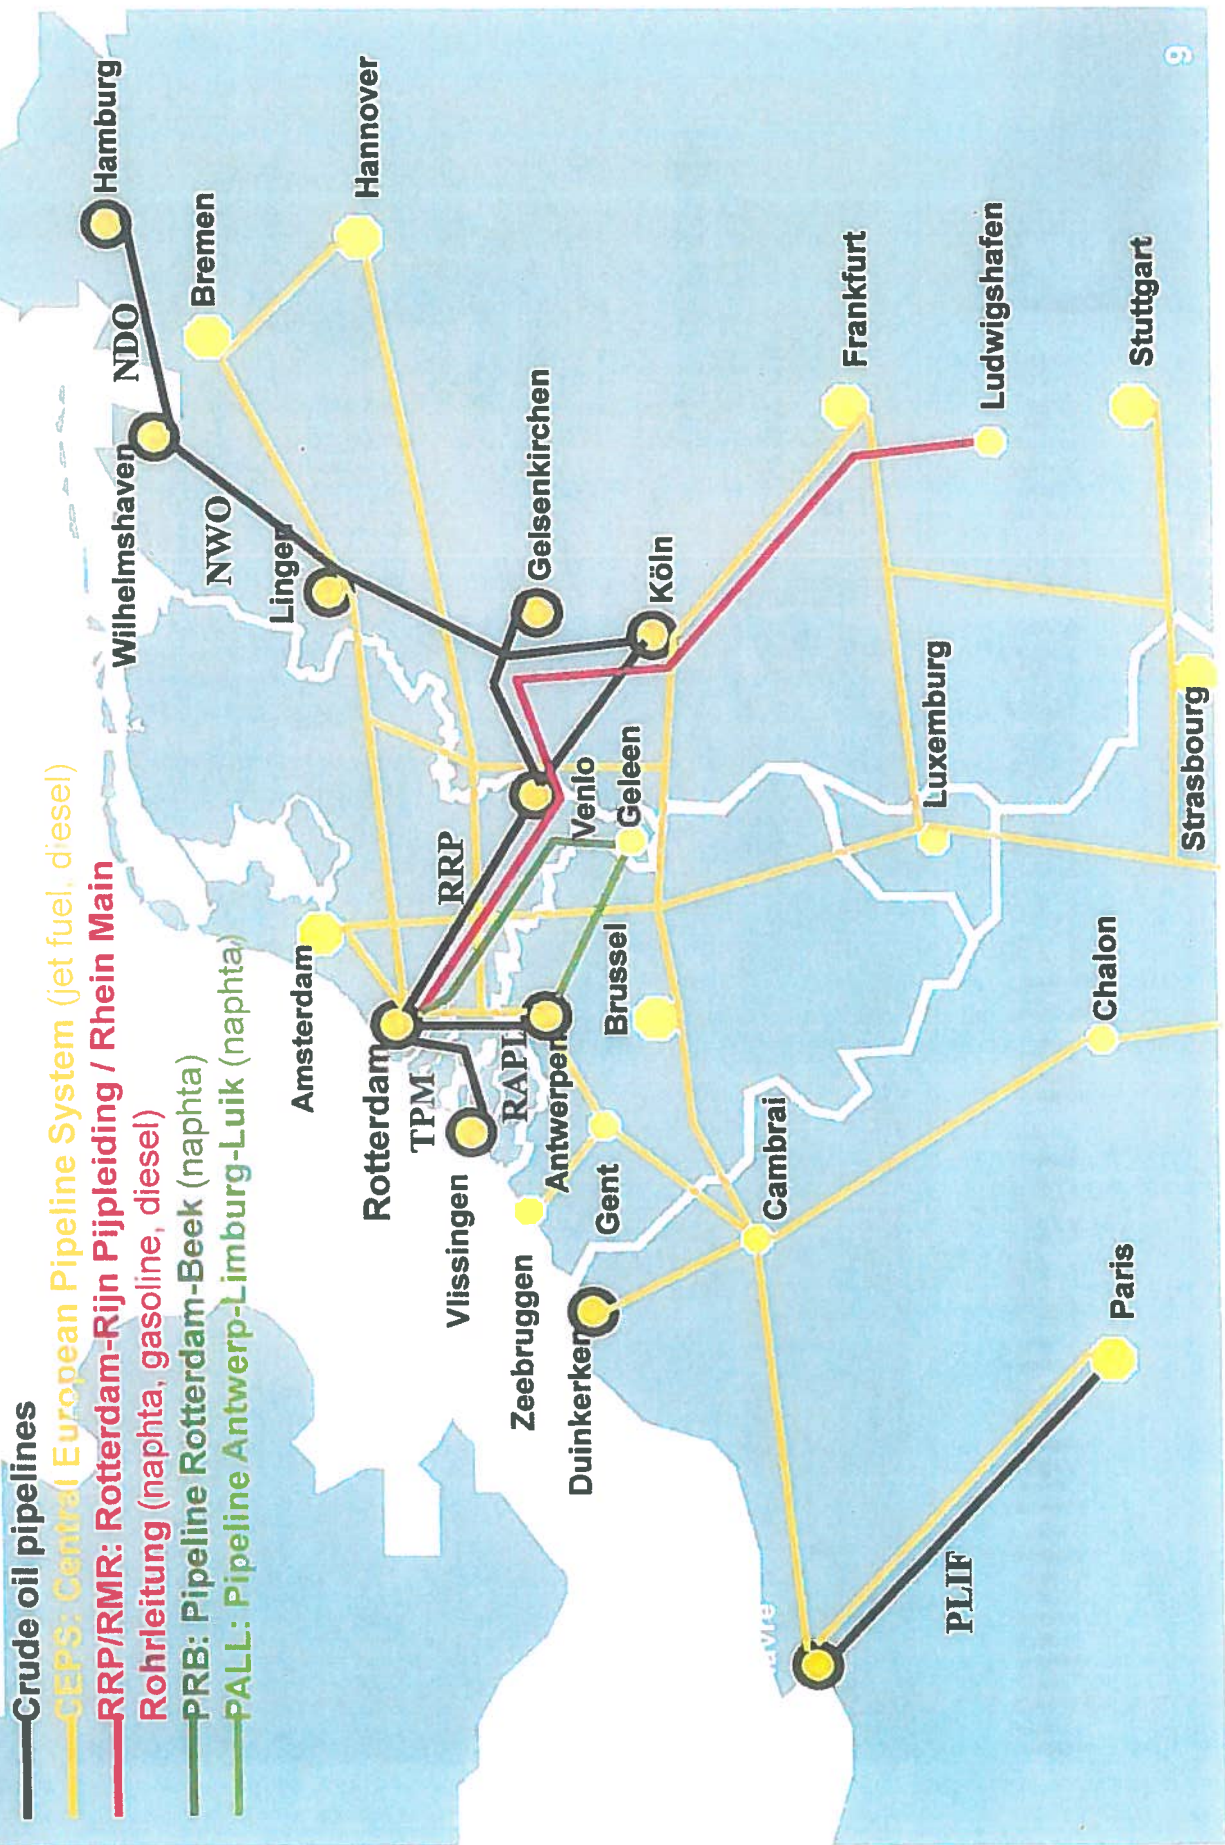 Crude oil pipelines
CEPS: Central European Pipeline System (jet fuel, diesel)
RRP/RMR: Rotterdam-Rijn Pijpleiding / Rhein Main
Rohrleitung (naphta, gasoline, diesel)
PRB: Pipeline Rotterdam-Beek (naphta)
PALL: Pipeline Antwerp-Limburg-Luik (naphta)
Hamburg
NDO
Wilhelmshaven
Bremen
NWO
Hannover
Lingen
Amsterdam
Rotterdam
TPM
RRP
Gelsenkirchen
Vlissingen
RAPL
Venlo
Zeebruggen
Antwerpen
Geleen
Köln
Duinkerken
Gent
Brussel
Cambrai
Frankfurt
Luxemburg
Ludwigshafen
PLIF
Chalon
Paris
Strasbourg
Stuttgart
9